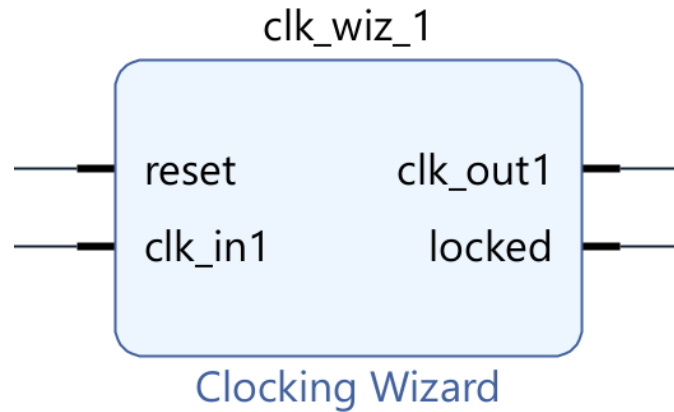 clk_wiz_1
reset
clk_out1
clk_in1
locked
Clocking Wizard